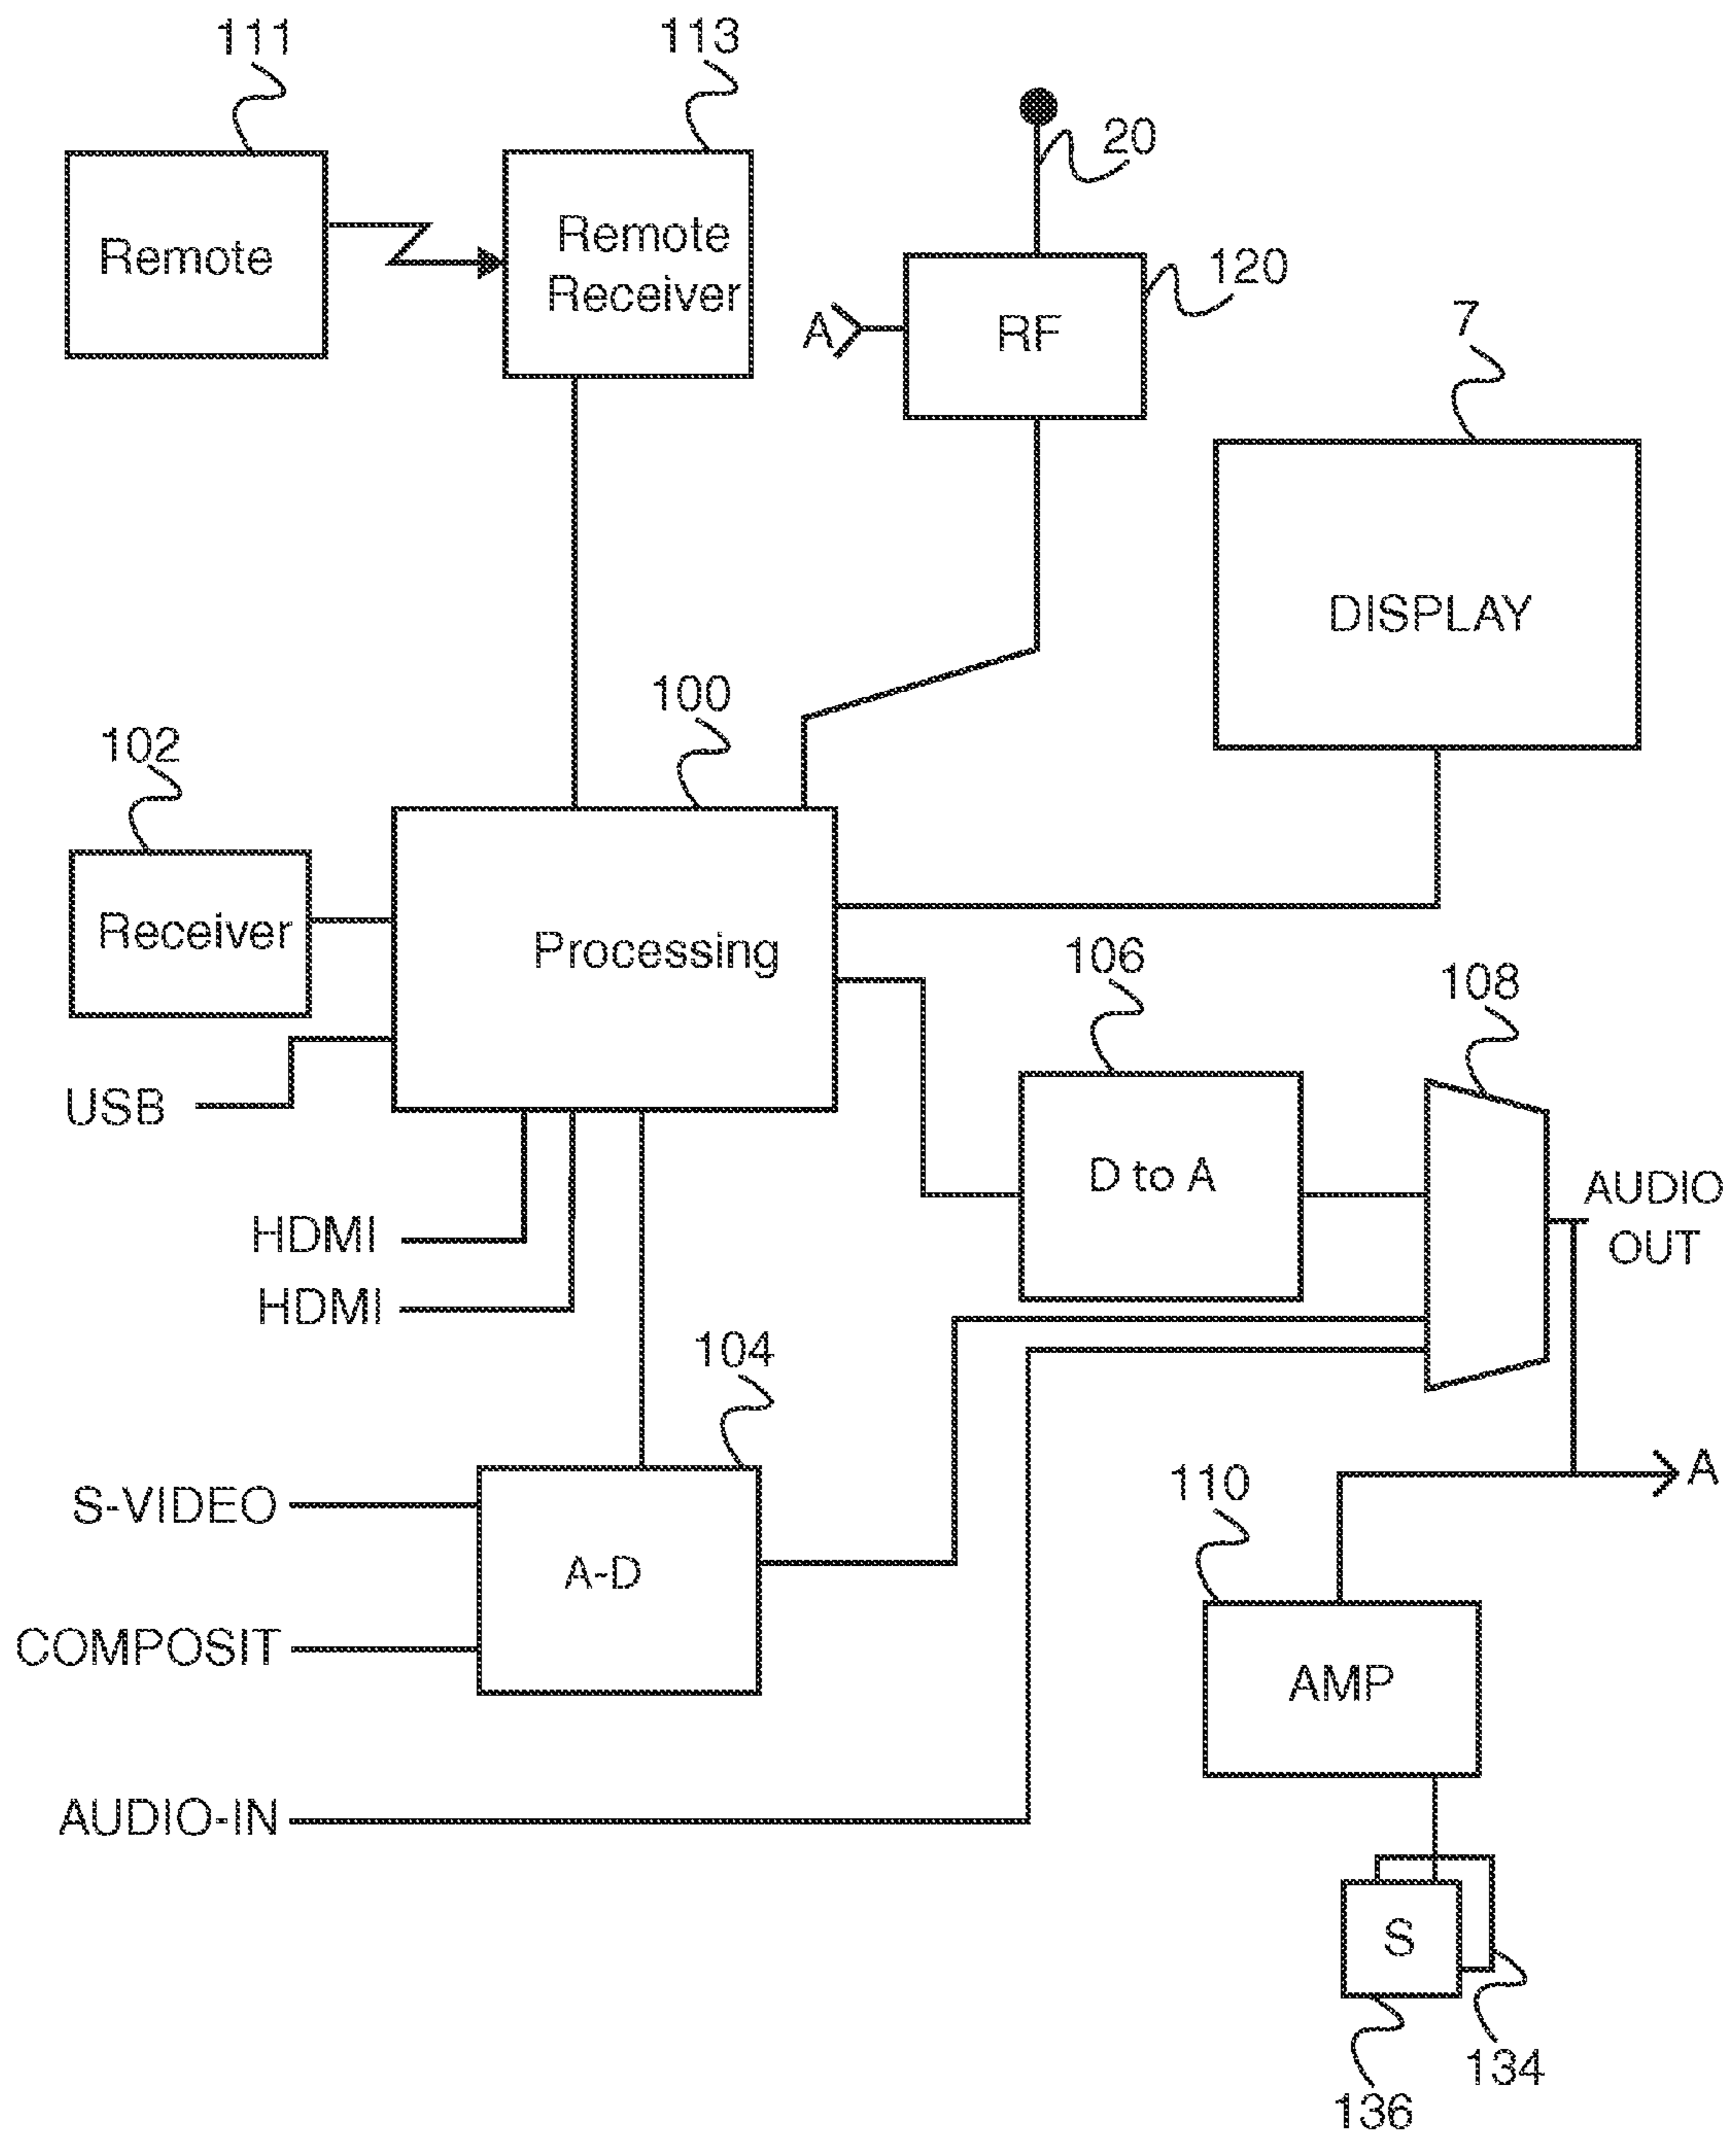 111
113
20
Remote
Remote
Receiver
120
A
RF
7
DISPLAY
100
102
Receiver
Processing
106
108
USB
D to A
AUDIO
OUT
HDMI
HDMI
104
A
110
S-VIDEO
A-D
COMPOSIT
AMP
AUDIO-IN
S
134
136